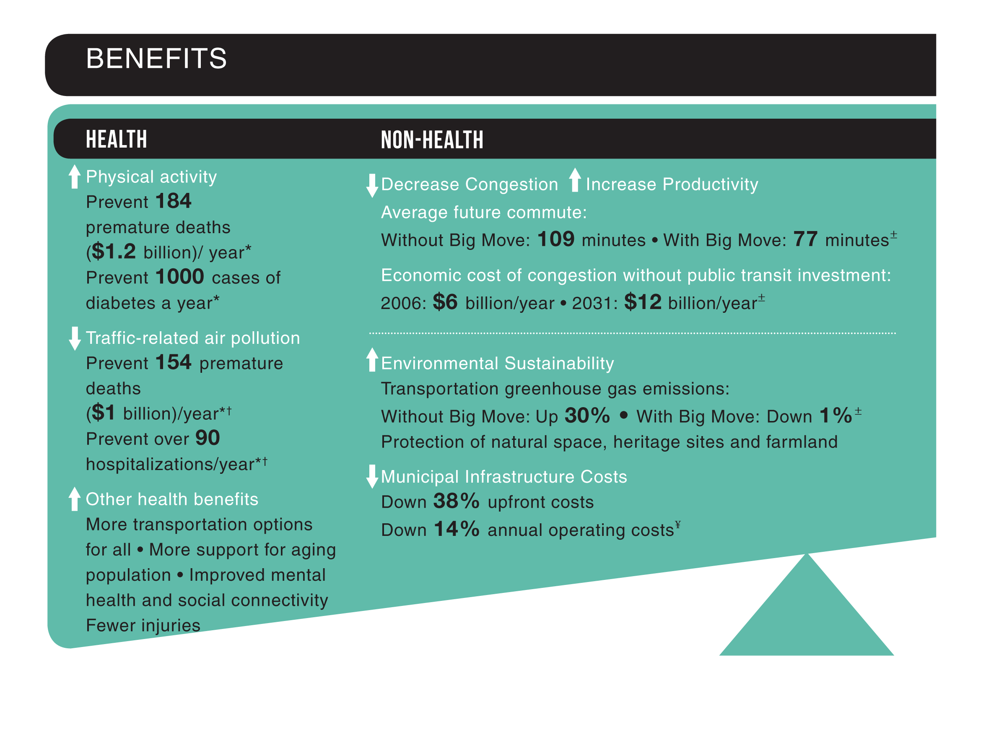 BENEFITS
HEALTH
Physical activity
Prevent 184
premature deaths
($1.2 billion)/ year*
Prevent 1000 cases of
diabetes a year*
Traffic-related air pollution
Prevent 154 premature
deaths
($1 billion)/year*†
Prevent over 90
hospitalizations/year*†
Other health benefits
More transportation options
for all • More support for aging
population • Improved mental
health and social connectivity
Fewer injuries
NON-HEALTH
Decrease Congestion Increase Productivity
Average future commute:
Without Big Move: 109 minutes • With Big Move: 77 minutes±
Economic cost of congestion without public transit investment:
2006: $6 billion/year • 2031: $12 billion/year±
Environmental Sustainability
Transportation greenhouse gas emissions:
Without Big Move: Up 30% • With Big Move: Down 1%±
Protection of natural space, heritage sites and farmland
Municipal Infrastructure Costs
Down 38% upfront costs
Down 14% annual operating costs¥